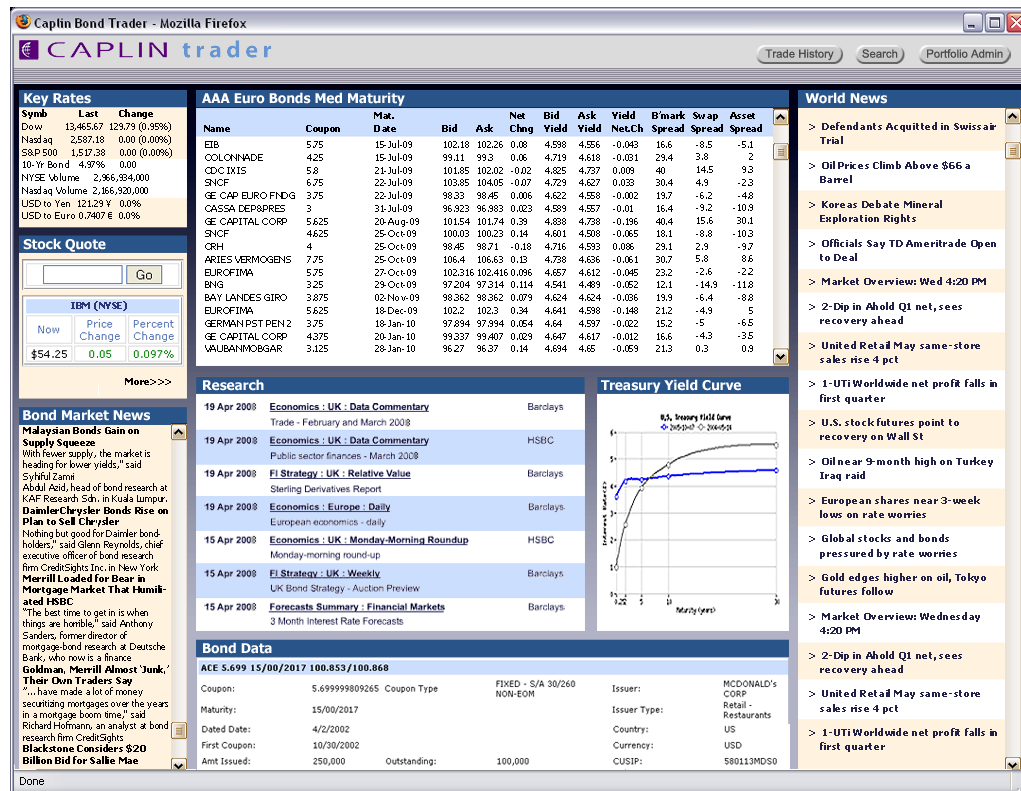 Caplin Bond Trader - Mozilla Firefox
CAPLIN trader
Trade History Search Portfolio Admin
Key Rates
Symb Last Change
Dow 13,465.67 129.79 (0.95%)
Nasdaq 2,587.18 0.00 (0.00%)
S&P 500 1,517.38 0.00 (0.00%)
10-Yr Bond 4.97% 0.00
NYSE Volume 2,966,934,000
Nasdaq Volume 2,166,920,000
USD to Yen 121.29 ¥ 0.0%
USD to Euro 0.7407 € 0.0%
Stock Quote
Go
IBM (NYSE)
Now Price Change Percent Change
$54.25 0.05 0.097%
More>>>
Bond Market News
Malaysian Bonds Gain on
Supply Squeeze
With fewer supply, the market is
heading for lower yields," said
Syhiful Zamri
Abdul Azid, head of bond research at
KAF Research Sdn. in Kuala Lumpur.
DaimlerChrysler Bonds Rise on
Plan to Sell Chrysler
Nothing but good for Daimler bond-
holders," said Glenn Reynolds, chief
executive officer of bond research
firm CreditSights Inc. in New York
Merrill Loaded for Bear in
Mortgage Market That Humili-
ated HSBC
"The best time to get in is when
things are horrible," said Anthony
Sanders, former director of
mortgage-bond research at Deutsche
Bank, who now is a finance
Goldman, Merrill Almost 'Junk,'
Their Own Traders Say
"... have made a lot of money
securitizing mortgages over the years
in a mortgage boom time," said
Richard Hofmann, an analyst at bond
research firm CreditSights
Blackstone Considers $20
Billion Bid for Sallie Mae
AAA Euro Bonds Med Maturity
Name Coupon Mat. Date Bid Ask Net Chng Bid Yield Ask Yield Yield Net.Ch B'mark Spread Swap Spread Asset Spread
EIB 5.75 15-Jul-09 102.18 102.26 0.08 4.598 4.556 -0.043 16.6 -8.5 -5.1
COLONNADE 4.25 15-Jul-09 99.11 99.3 0.06 4.719 4.618 -0.031 29.4 3.8 2
CDC IXIS 5.8 21-Jul-09 101.85 102.02 -0.02 4.825 4.737 0.009 40 14.5 9.3
SNCF 6.75 22-Jul-09 103.85 104.05 -0.07 4.729 4.627 0.033 30.4 4.9 -2.3
GE CAP EURO FNDG 3.75 22-Jul-09 98.33 98.45 0.006 4.622 4.558 -0.002 19.7 -6.2 -4.8
CASSA DEP&PRES 3 31-Jul-09 96.923 96.983 0.023 4.589 4.557 -0.01 16.4 -9.2 -10.9
GE CAPITAL CORP 5.625 20-Aug-09 101.54 101.74 0.39 4.838 4.738 -0.196 40.4 15.6 30.1
SNCF 4.625 25-Oct-09 100.03 100.23 0.14 4.601 4.508 -0.065 18.1 -8.8 -10.3
CRH 4 25-Oct-09 98.45 98.71 -0.18 4.716 4.593 0.086 29.1 2.9 -9.7
ARIES VERMOGENS 7.75 25-Oct-09 106.4 106.63 0.13 4.738 4.636 -0.061 30.7 5.8 8.6
EUROFIMA 5.75 27-Oct-09 102.316 102.416 0.096 4.657 4.612 -0.045 23.2 -2.6 -2.2
BNG 3.25 29-Oct-09 97.204 97.314 0.114 4.541 4.489 -0.052 12.1 -14.9 -11.8
BAY LANDES GIRO 3.875 02-Nov-09 98.362 98.362 0.079 4.624 4.624 -0.036 19.9 -6.4 -8.8
EUROFIMA 5.625 18-Dec-09 102.2 102.3 0.34 4.641 4.598 -0.148 21.2 -4.9 5
GERMAN PST PEN 2 3.75 18-Jan-10 97.894 97.994 0.054 4.64 4.597 -0.022 15.2 -5 -6.5
GE CAPITAL CORP 4.375 20-Jan-10 99.337 99.407 0.029 4.647 4.617 -0.012 16.6 -4.3 -3.5
VAUBANMOBGAR 3.125 28-Jan-10 96.27 96.37 0.14 4.694 4.65 -0.059 21.3 0.3 0.9
Research
19 Apr 2008 Economics : UK : Data Commentary Barclays
Trade - February and March 2008
19 Apr 2008 Economics : UK : Data Commentary HSBC
Public sector finances - March 2008
19 Apr 2008 FI Strategy : UK : Relative Value Barclays
Sterling Derivatives Report
19 Apr 2008 Economics : Europe : Daily Barclays
European economics - daily
15 Apr 2008 Economics : UK : Monday-Morning Roundup HSBC
Monday-morning round-up
15 Apr 2008 FI Strategy : UK : Weekly Barclays
UK Bond Strategy - Auction Preview
15 Apr 2008 Forecasts Summary : Financial Markets Barclays
3 Month Interest Rate Forecasts
Treasury Yield Curve
U.S. Treasury Yield Curve
Maturity (years)
Bond Data
ACE 5.699 15/00/2017 100.853/100.868
Coupon: 5.699999809265 Coupon Type FIXED - S/A 30/260 NON-EOM Issuer: MCDONALD's CORP
Maturity: 15/00/2017 Issuer Type: Retail - Restaurants
Dated Date: 4/2/2002 Country: US
First Coupon: 10/30/2002 Currency: USD
Amt Issued: 250,000 Outstanding: 100,000 CUSIP: 580113MDS0
World News
> Defendants Acquitted in Swissair
Trial
> Oil Prices Climb Above $66 a
Barrel
> Koreas Debate Mineral
Exploration Rights
> Officials Say TD Ameritrade Open
to Deal
> Market Overview: Wed 4:20 PM
> 2-Dip in Ahold Q1 net, sees
recovery ahead
> United Retail May same-store
sales rise 4 pct
> 1-UTi Worldwide net profit falls in
first quarter
> U.S. stock futures point to
recovery on Wall St
> Oil near 9-month high on Turkey
Iraq raid
> European shares near 3-week
lows on rate worries
> Global stocks and bonds
pressured by rate worries
> Gold edges higher on oil, Tokyo
futures follow
> Market Overview: Wednesday
4:20 PM
> 2-Dip in Ahold Q1 net, sees
recovery ahead
> United Retail May same-store
sales rise 4 pct
> 1-UTi Worldwide net profit falls in
first quarter
Done